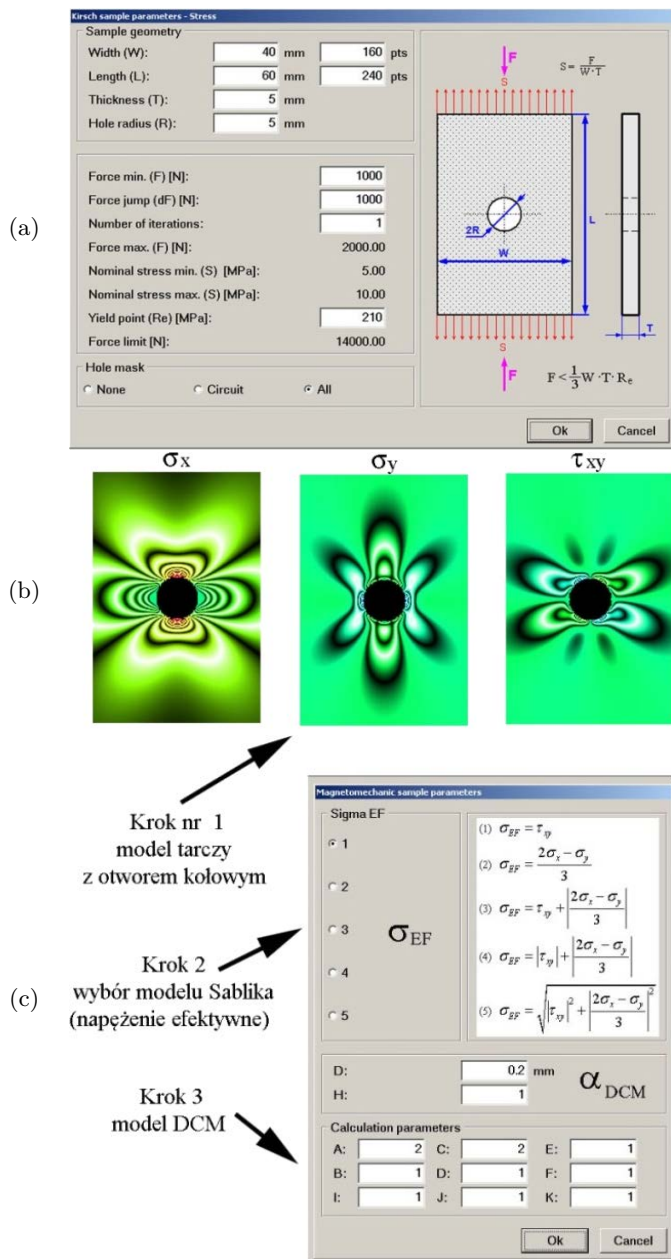 Kirsch sample parameters - Stress
Sample geometry
Width (W): 40 mm 160 pts
Length (L): 60 mm 240 pts
Thickness (T): 5 mm
Hole radius (R): 5 mm
Force min. (F) [N]: 1000
Force jump (dF) [N]: 1000
Number of iterations: 1
Force max. (F) [N]: 2000.00
Nominal stress min. (S) [MPa]: 5.00
Nominal stress max. (S) [MPa]: 10.00
Yield point (Re) [MPa]: 210
Force limit [N]: 14000.00
Hole mask
None Circuit All
F
S
S = F / W·T
2R
W
L
T
S
F
F < 1/3 W ·T· Re
Ok Cancel
(a)
σx σy τxy
(b)
Krok nr 1
model tarczy
z otworem kołowym
Krok 2
wybór modelu Sablika
(napężenie efektywne)
(c)
Krok 3
model DCM
Magnetomechanic sample parameters
Sigma EF
1
2
3
4
5
σEF
(1) σEF = τxy
(2) σEF = 2σx − σy / 3
(3) σEF = τxy + |2σx − σy / 3|
(4) σEF = |τxy| + |2σx − σy / 3|
(5) σEF = √(|τxy|² + |2σx − σy / 3|²)
D: 0.2 mm
H: 1
αDCM
Calculation parameters
A: 2 C: 2 E: 1
B: 1 D: 1 F: 1
I: 1 J: 1 K: 1
Ok Cancel